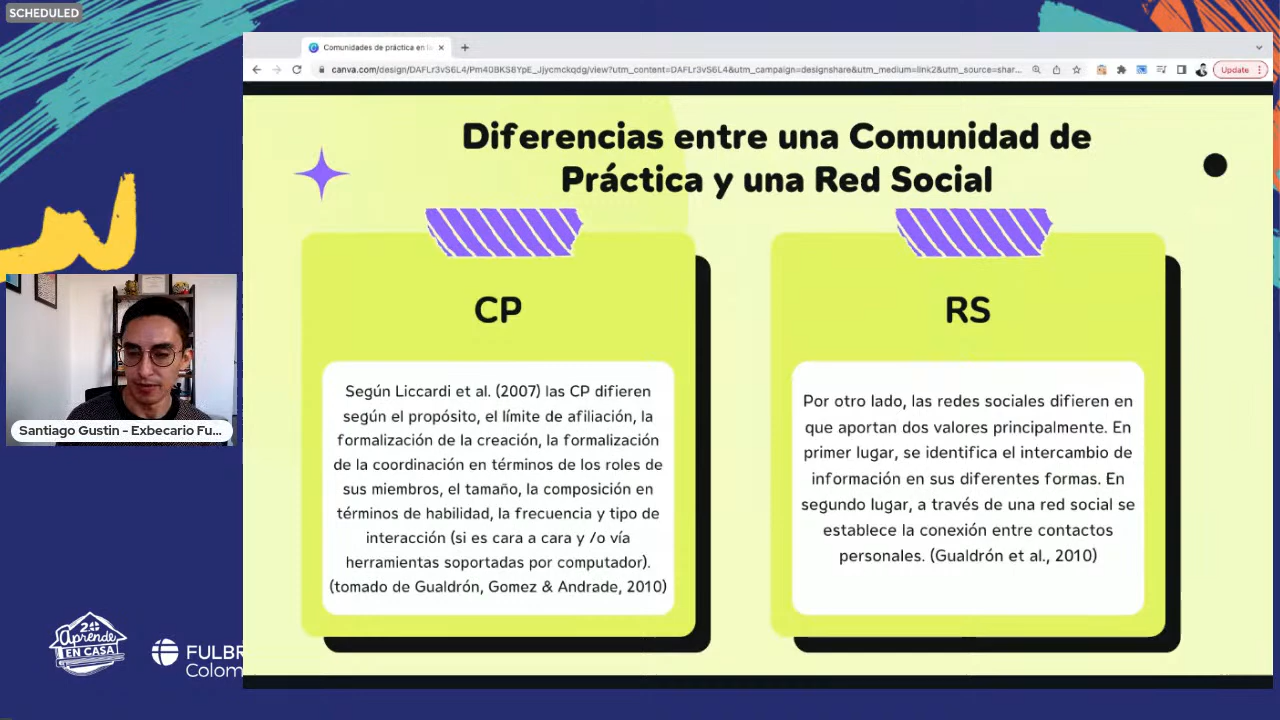 SCHEDULED
Comunidades de práctica en la
canva.com/design/DAFLr3vS6L4/Pm40BKS8YpE_Jjycmckqdg/view?utm_content=DAFLr3vS6L4&utm_campaign=designshare&utm_medium=link2&utm_source=shar...
Update
Diferencias entre una Comunidad de
Práctica y una Red Social
CP
Según Liccardi et al. (2007) las CP difieren
según el propósito, el límite de afiliación, la
formalización de la creación, la formalización
de la coordinación en términos de los roles de
sus miembros, el tamaño, la composición en
términos de habilidad, la frecuencia y tipo de
interacción (si es cara a cara y /o vía
herramientas soportadas por computador).
(tomado de Gualdrón, Gomez & Andrade, 2010)
RS
Por otro lado, las redes sociales difieren en
que aportan dos valores principalmente. En
primer lugar, se identifica el intercambio de
información en sus diferentes formas. En
segundo lugar, a través de una red social se
establece la conexión entre contactos
personales. (Gualdrón et al., 2010)
Santiago Gustin - Exbecario Fu...
Aprende
EN CASA
FULBR
Colom